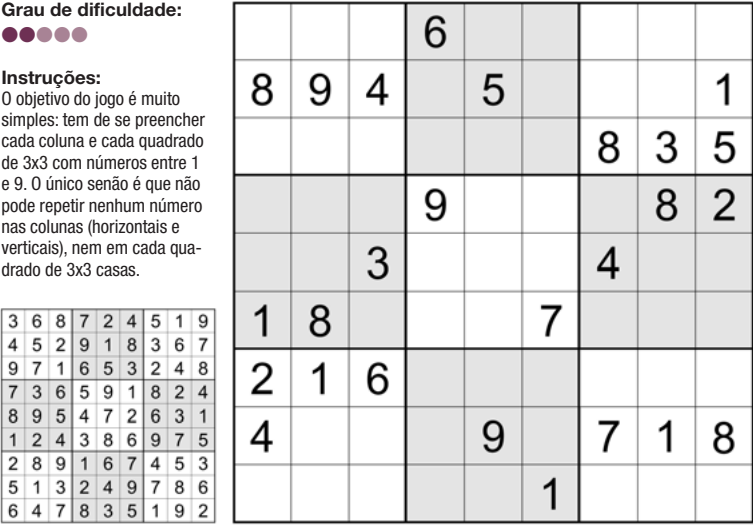 Grau de dificuldade:
Instruções:
O objetivo do jogo é muito
simples: tem de se preencher
cada coluna e cada quadrado
de 3x3 com números entre 1
e 9. O único senão é que não
pode repetir nenhum número
nas colunas (horizontais e
verticais), nem em cada qua-
drado de 3x3 casas.
3 6 8 7 2 4 5 1 9
4 5 2 9 1 8 3 6 7
9 7 1 6 5 3 2 4 8
7 3 6 5 9 1 8 2 4
8 9 5 4 7 2 6 3 1
1 2 4 3 8 6 9 7 5
2 8 9 1 6 7 4 5 3
5 1 3 2 4 9 7 8 6
6 4 7 8 3 5 1 9 2
6
8 9 4 5 1
8 3 5
9 8 2
3 4
1 8 7
2 1 6
4 9 7 1 8
1